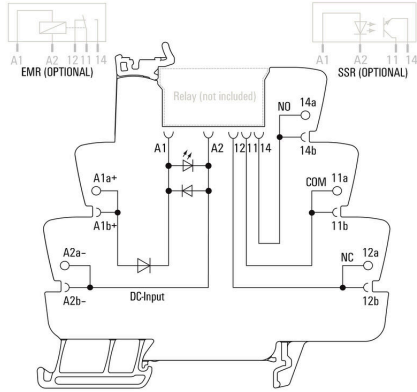 A1 A2 12 11 14
EMR (OPTIONAL)
A1 A2 11 14
SSR (OPTIONAL)
Relay (not included)
NO 14a
A1 A2 12 11 14
14b
A1a+
COM 11a
A1b+
11b
A2a–
NC 12a
A2b–
DC-Input
12b